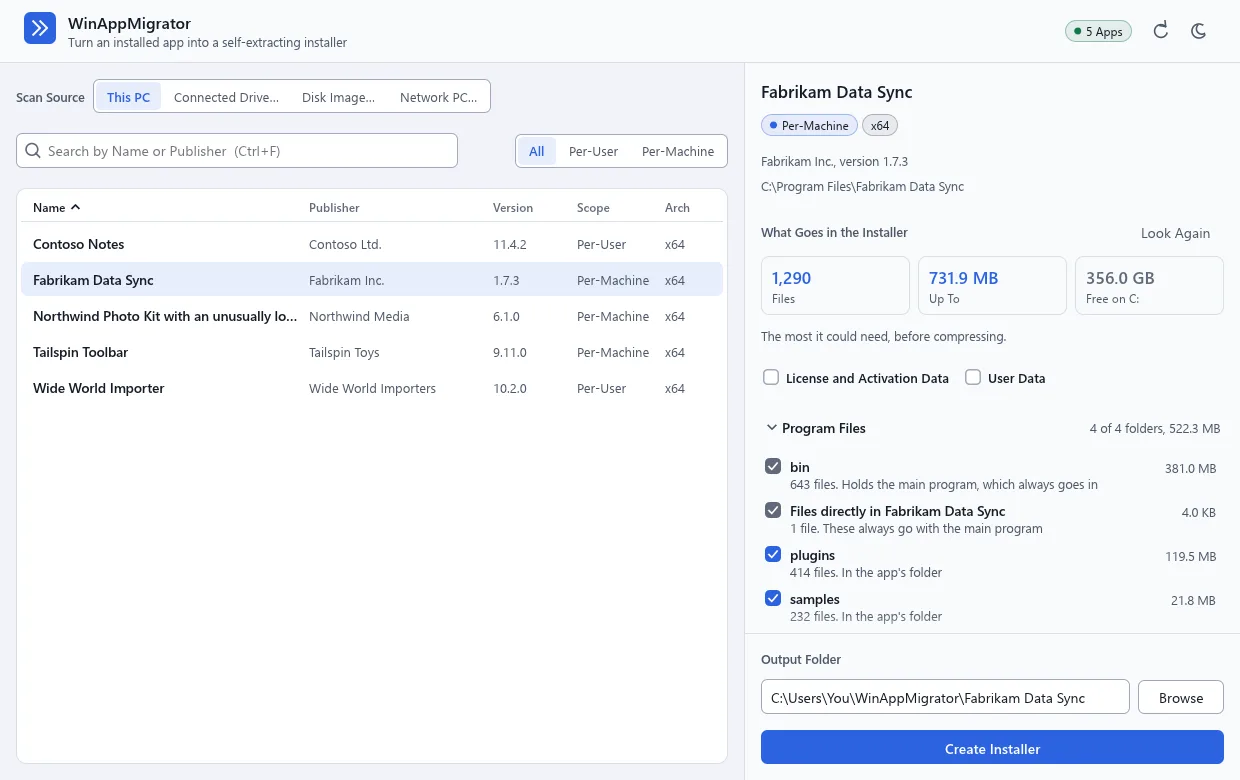 WinAppMigrator
Turn an installed app into a self-extracting installer
5 Apps
Scan Source
This PC
Connected Drive...
Disk Image...
Network PC...
Search by Name or Publisher (Ctrl+F)
All
Per-User
Per-Machine
Name Publisher Version Scope Arch
Contoso Notes Contoso Ltd. 11.4.2 Per-User x64
Fabrikam Data Sync Fabrikam Inc. 1.7.3 Per-Machine x64
Northwind Photo Kit with an unusually lo... Northwind Media 6.1.0 Per-Machine x64
Tailspin Toolbar Tailspin Toys 9.11.0 Per-Machine x64
Wide World Importer Wide World Importers 10.2.0 Per-User x64
Fabrikam Data Sync
Per-Machine
x64
Fabrikam Inc., version 1.7.3
C:\Program Files\Fabrikam Data Sync
What Goes in the Installer
Look Again
1,290
Files
731.9 MB
Up To
356.0 GB
Free on C:
The most it could need, before compressing.
License and Activation Data
User Data
Program Files
4 of 4 folders, 522.3 MB
bin
381.0 MB
643 files. Holds the main program, which always goes in
Files directly in Fabrikam Data Sync
4.0 KB
1 file. These always go with the main program
plugins
119.5 MB
414 files. In the app's folder
samples
21.8 MB
232 files. In the app's folder
Output Folder
C:\Users\You\WinAppMigrator\Fabrikam Data Sync
Browse
Create Installer